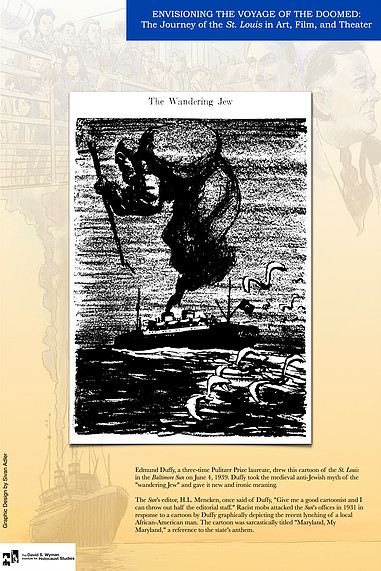 ENVISIONING THE VOYAGE OF THE DOOMED:
The Journey of the St. Louis in Art, Film, and Theater
The Wandering Jew
Edmund Duffy, a three-time Pulitzer Prize laureate, drew this cartoon of the St. Louis
in the Baltimore Sun on June 4, 1939. Duffy took the medieval anti-Jewish myth of the
"wandering Jew" and gave it new and ironic meaning.
The Sun's editor, H.L. Mencken, once said of Duffy, "Give me a good cartoonist and I
can throw out half the editorial staff." Racist mobs attacked the Sun's offices in 1931 in
response to a cartoon by Duffy graphically depicting the recent lynching of a local
African-American man. The cartoon was sarcastically titled "Maryland, My
Maryland," a reference to the state's anthem.
Graphic Design by Sivan Adler
The David S. Wyman
Institute for Holocaust Studies